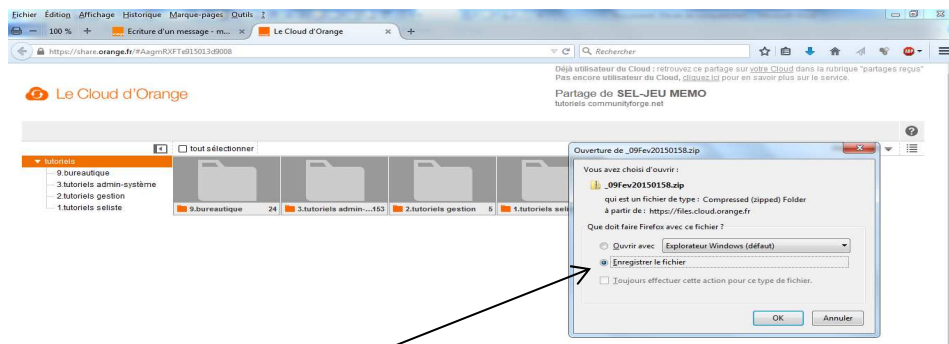 Fichier Édition Affichage Historique Marque-pages Outils ?
100 % + Ecriture d'un message - m... × Le Cloud d'Orange × +
https://share.orange.fr/#AagmRXFTe915013d9008 Rechercher
Déjà utilisateur du Cloud : retrouvez ce partage sur votre Cloud dans la rubrique "partages reçus"
Pas encore utilisateur du Cloud, cliquez ici pour en savoir plus sur le service.
Le Cloud d'Orange
Partage de SEL-JEU MEMO
tutoriels communityforge.net
tout sélectionner
tutoriels
9.bureautique
3.tutoriels admin-système
2.tutoriels gestion
1.tutoriels seliste
9.bureautique 24
3.tutoriels admin-...153
2.tutoriels gestion 5
1.tutoriels seli
Ouverture de _09Fev20150158.zip
Vous avez choisi d'ouvrir :
_09Fev20150158.zip
qui est un fichier de type : Compressed (zipped) Folder
à partir de : https://files.cloud.orange.fr
Que doit faire Firefox avec ce fichier ?
Ouvrir avec Explorateur Windows (défaut)
Enregistrer le fichier
Toujours effectuer cette action pour ce type de fichier.
OK Annuler